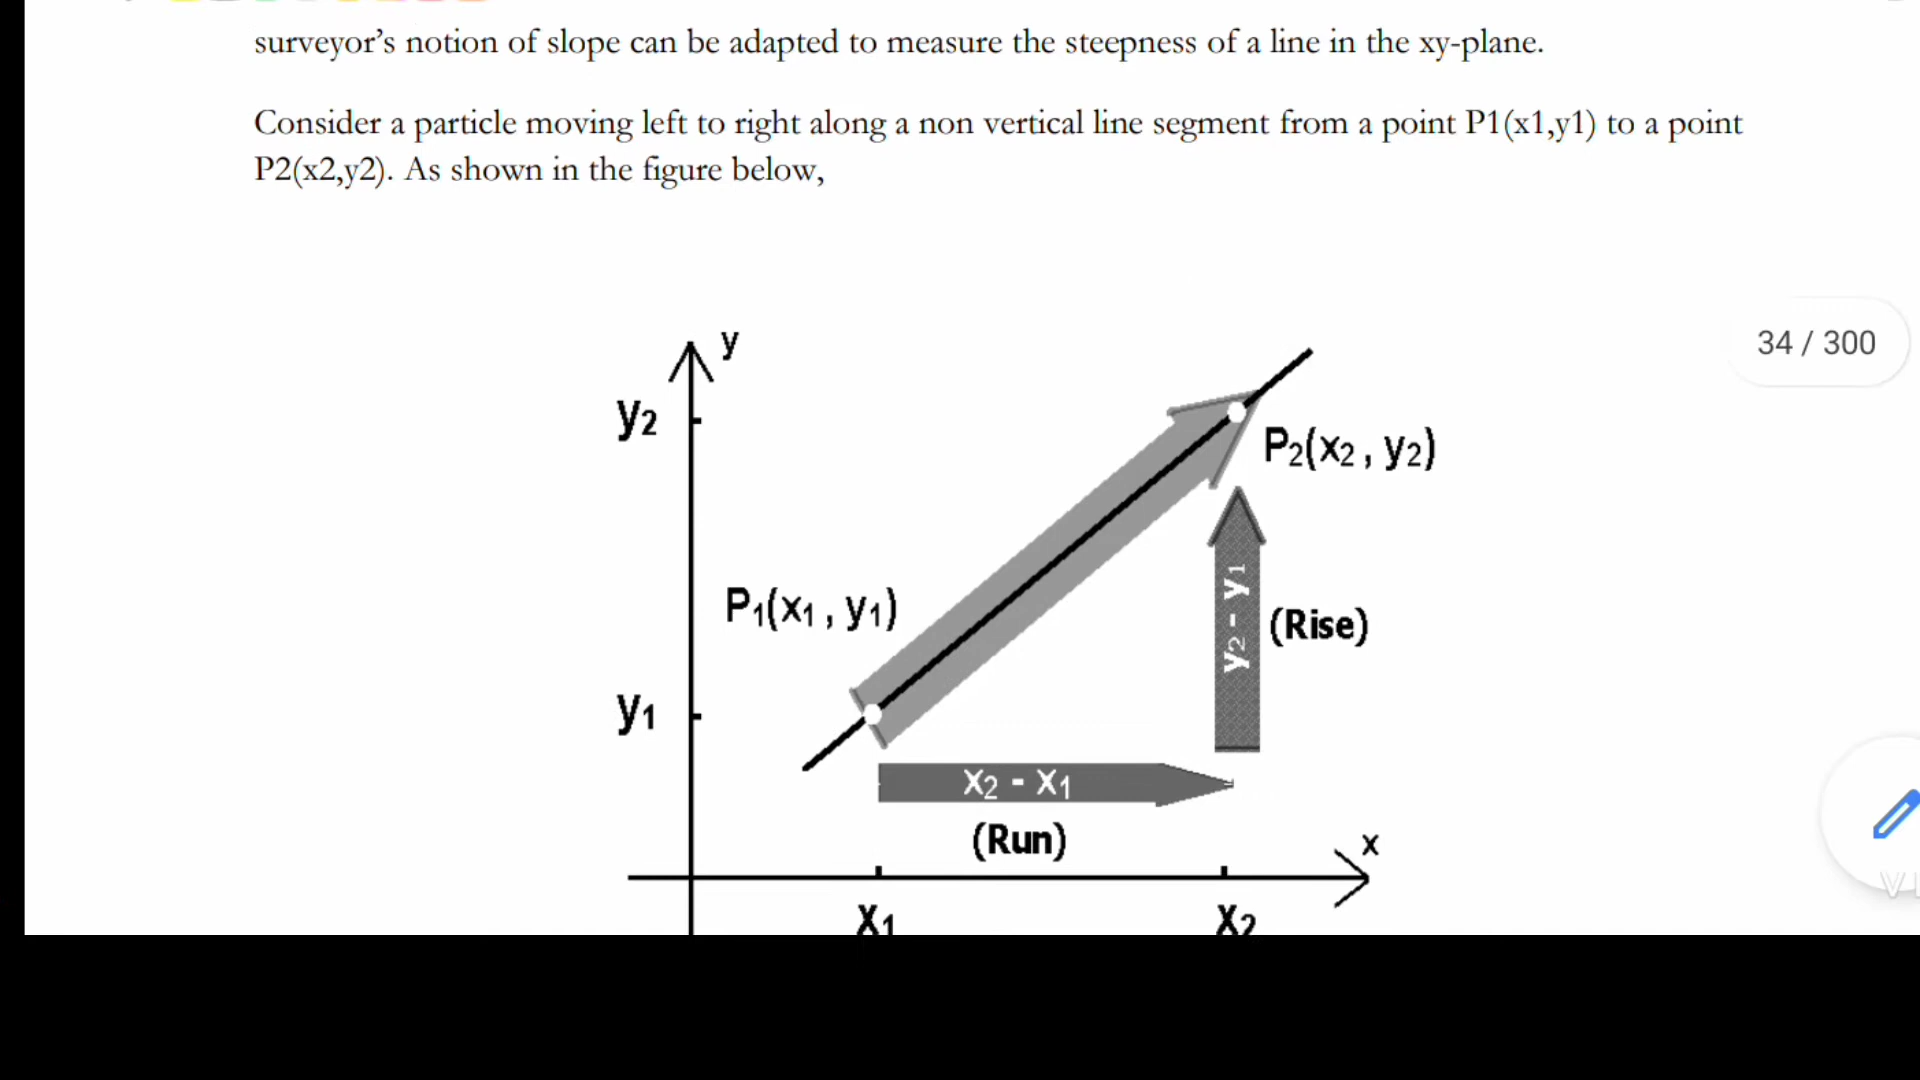 surveyor’s notion of slope can be adapted to measure the steepness of a line in the xy-plane.
Consider a particle moving left to right along a non vertical line segment from a point P1(x1,y1) to a point
P2(x2,y2). As shown in the figure below,
34 / 300
y
y2
P2(x2 , y2)
y2 - y1
(Rise)
P1(x1 , y1)
y1
x2 - x1
(Run)
x
x1
x2